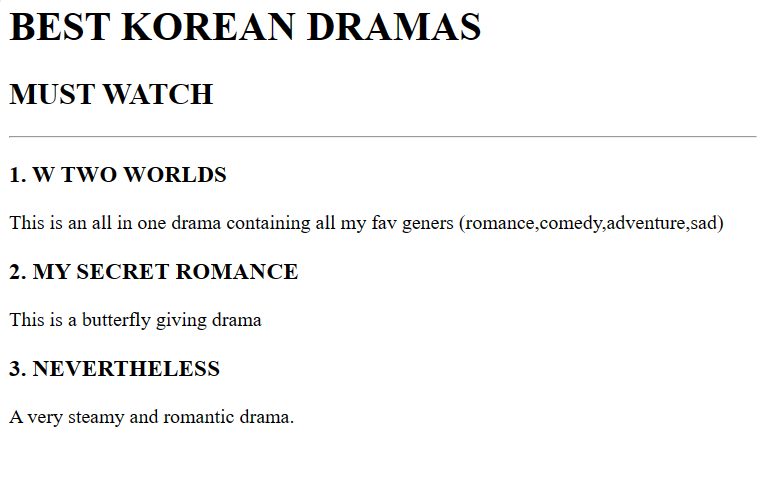 BEST KOREAN DRAMAS
MUST WATCH
1. W TWO WORLDS
This is an all in one drama containing all my fav geners (romance,comedy,adventure,sad)
2. MY SECRET ROMANCE
This is a butterfly giving drama
3. NEVERTHELESS
A very steamy and romantic drama.